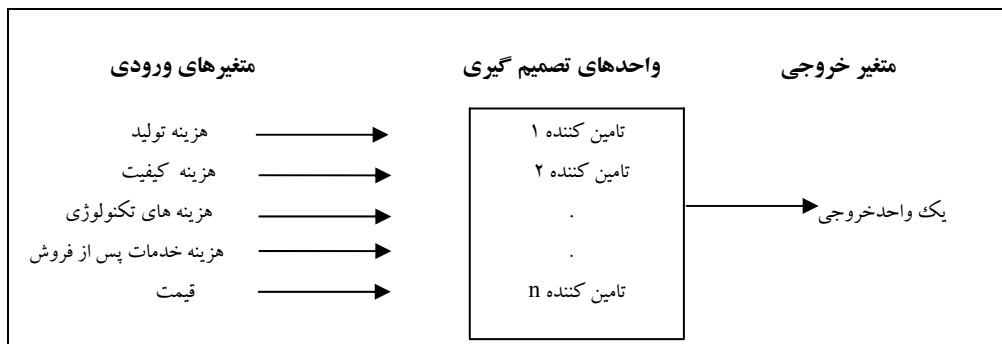 متغیرهای ورودی
واحدهای تصمیم گیری
متغیر خروجی
هزینه تولید
هزینه کیفیت
هزینه های تکنولوژی
هزینه خدمات پس از فروش
قیمت
تامین کننده ۱
تامین کننده ۲
.
.
تامین کننده n
یک واحدخروجی